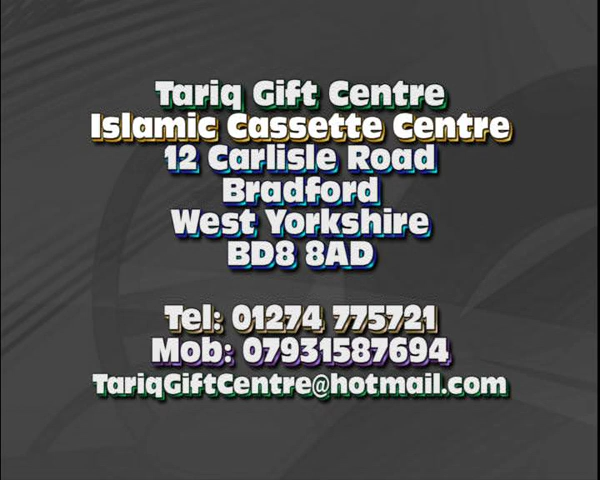 Tariq Gift Centre
Islamic Cassette Centre
12 Carlisle Road
Bradford
West Yorkshire
BD8 8AD
Tel: 01274 775721
Mob: 07931587694
TariqGiftCentre@hotmail.com